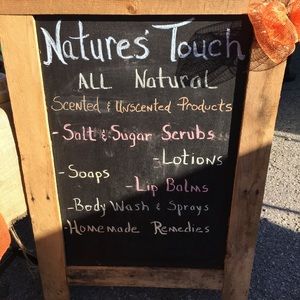 Natures' Touch
ALL Natural
Scented & Unscented Products
-Salt & Sugar Scrubs
-Lotions
-Soaps
-Lip Balms
-Body Wash & Sprays
-Homemade Remedies